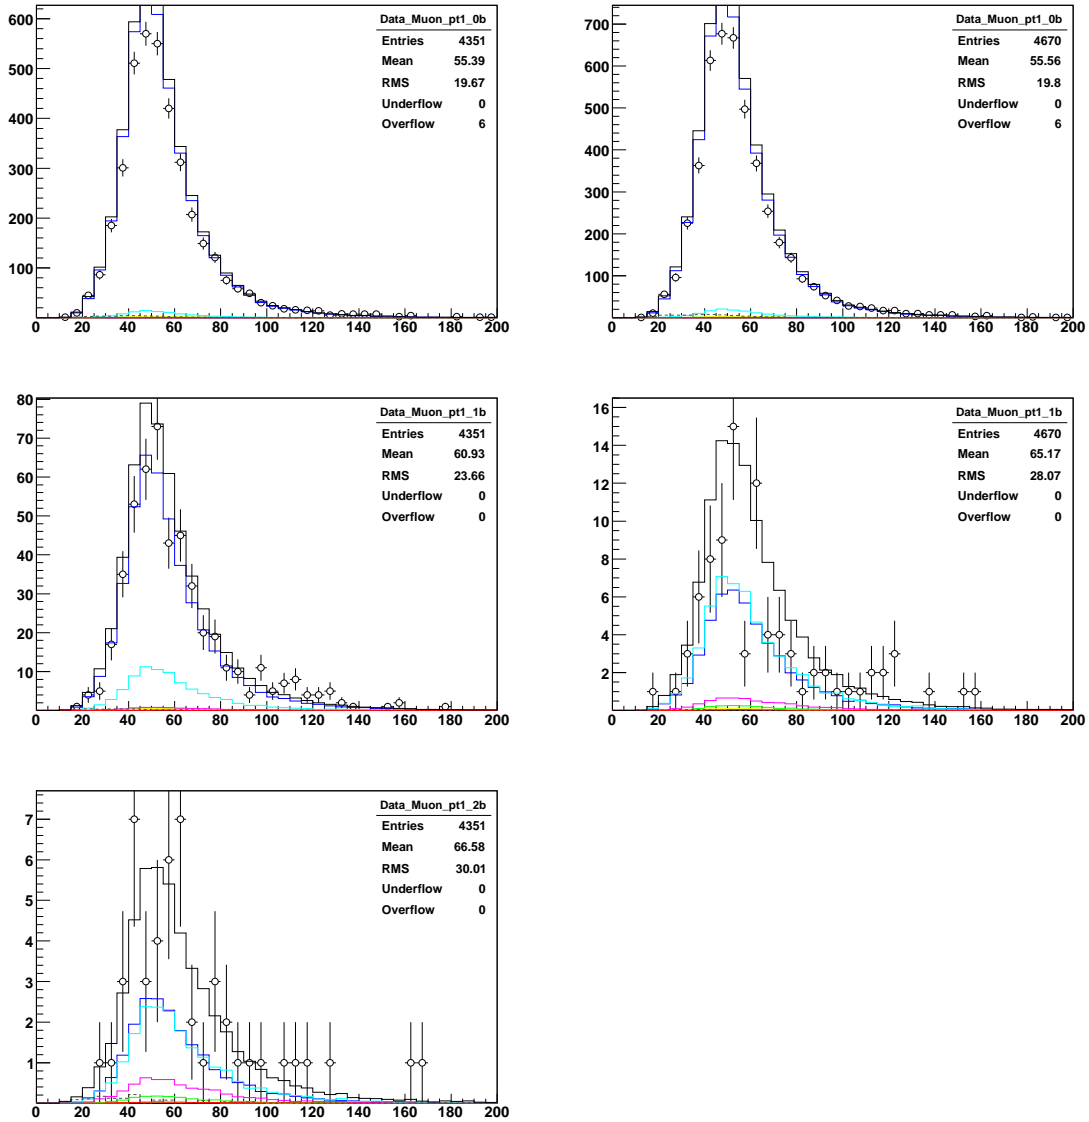 Data_Muon_pt1_0b
Entries 4351
Mean 55.39
RMS 19.67
Underflow 0
Overflow 6
600
500
400
300
200
100
0 20 40 60 80 100 120 140 160 180 200
Data_Muon_pt1_0b
Entries 4670
Mean 55.56
RMS 19.8
Underflow 0
Overflow 6
700
600
500
400
300
200
100
0 20 40 60 80 100 120 140 160 180 200
Data_Muon_pt1_1b
Entries 4351
Mean 60.93
RMS 23.66
Underflow 0
Overflow 0
80
70
60
50
40
30
20
10
0
0 20 40 60 80 100 120 140 160 180 200
Data_Muon_pt1_1b
Entries 4670
Mean 65.17
RMS 28.07
Underflow 0
Overflow 0
16
14
12
10
8
6
4
2
0 20 40 60 80 100 120 140 160 180 200
Data_Muon_pt1_2b
Entries 4351
Mean 66.58
RMS 30.01
Underflow 0
Overflow 0
7
6
5
4
3
2
1
0 20 40 60 80 100 120 140 160 180 200